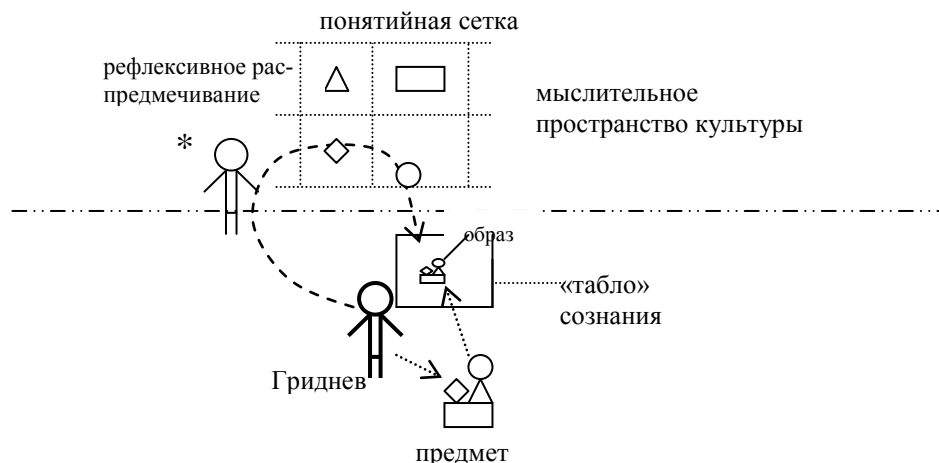 понятийная сетка
рефлексивное рас-
предмечивание
мыслительное
пространство культуры
*
образ
«табло»
сознания
Гриднев
предмет